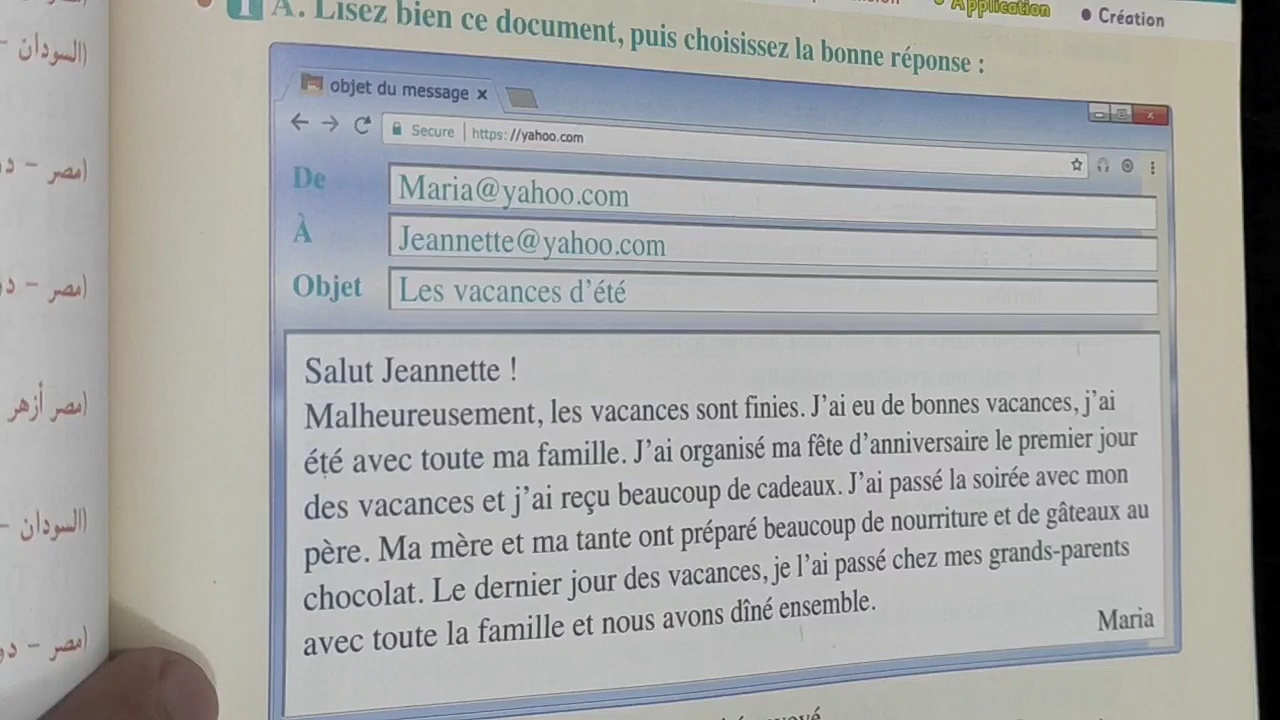 Application • Création
1 A. Lisez bien ce document, puis choisissez la bonne réponse :
objet du message ×
Secure | https://yahoo.com
De Maria@yahoo.com
À Jeannette@yahoo.com
Objet Les vacances d'été
Salut Jeannette !
Malheureusement, les vacances sont finies. J'ai eu de bonnes vacances, j'ai
été avec toute ma famille. J'ai organisé ma fête d'anniversaire le premier jour
des vacances et j'ai reçu beaucoup de cadeaux. J'ai passé la soirée avec mon
père. Ma mère et ma tante ont préparé beaucoup de nourriture et de gâteaux au
chocolat. Le dernier jour des vacances, je l'ai passé chez mes grands-parents
avec toute la famille et nous avons dîné ensemble.
Maria
(السودان –
(مصر –
(مصر –
(مصر أزهر
(السودان –
(مصر –